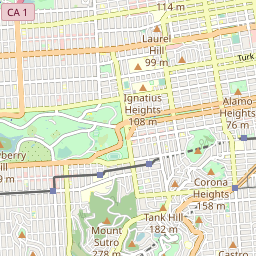 CA 1
114 m
Laurel
Hill
99 m
Turk
Ignatius
Heights
108 m
Alamo
Heights
76 m
Corona
Heights
158 m
Tank Hill
182 m
Mount
Sutro
278 m
Castro